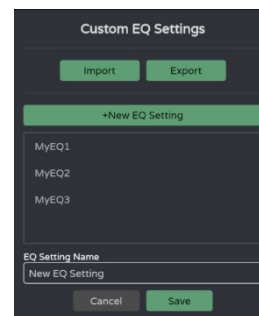 Custom EQ Settings
Import Export
+New EQ Setting
MyEQ1
MyEQ2
MyEQ3
EQ Setting Name
New EQ Setting
Cancel Save